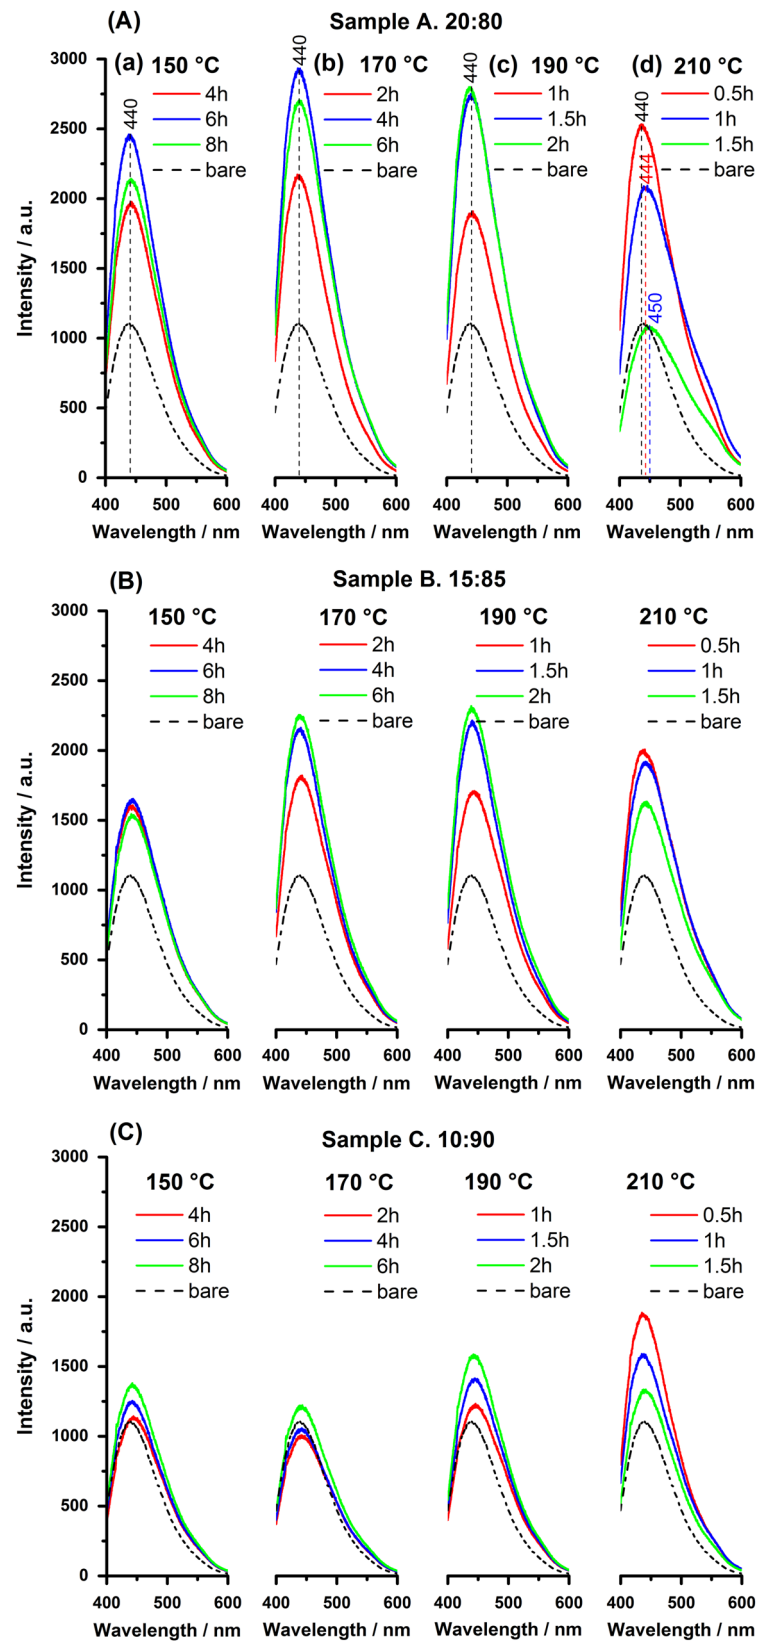 (A)
Sample A. 20:80
(a) 150 °C
4h
6h
8h
bare
440
(b) 170 °C
2h
4h
6h
bare
440
(c) 190 °C
1h
1.5h
2h
bare
440
(d) 210 °C
0.5h
1h
1.5h
bare
440
444
450
Intensity / a.u.
3000
2500
2000
1500
1000
500
0
400 500 600
400 500 600
400 500 600
400 500 600
Wavelength / nm
Wavelength / nm
Wavelength / nm
Wavelength / nm
(B)
Sample B. 15:85
150 °C
4h
6h
8h
bare
170 °C
2h
4h
6h
bare
190 °C
1h
1.5h
2h
bare
210 °C
0.5h
1h
1.5h
bare
Intensity / a.u.
3000
2500
2000
1500
1000
500
0
400 500 600
400 500 600
400 500 600
400 500 600
Wavelength / nm
Wavelength / nm
Wavelength / nm
Wavelength / nm
(C)
Sample C. 10:90
150 °C
4h
6h
8h
bare
170 °C
2h
4h
6h
bare
190 °C
1h
1.5h
2h
bare
210 °C
0.5h
1h
1.5h
bare
Intensity / a.u.
3000
2500
2000
1500
1000
500
0
400 500 600
400 500 600
400 500 600
400 500 600
Wavelength / nm
Wavelength / nm
Wavelength / nm
Wavelength / nm